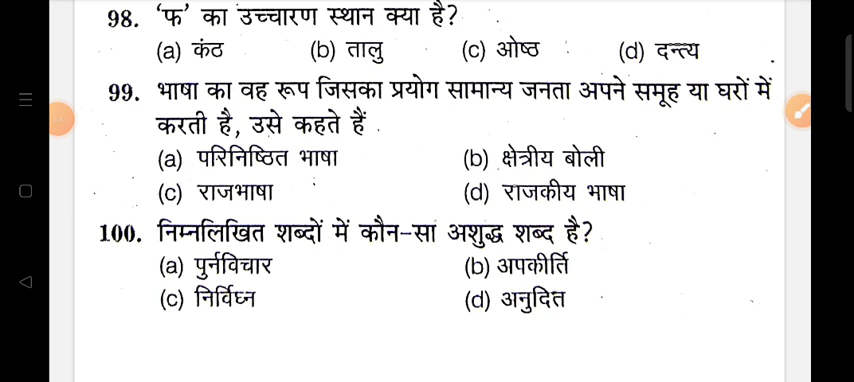 98. ‘फ’ का उच्चारण स्थान क्या है?
(a) कंठ (b) तालु (c) ओष्ठ (d) दन्त्य
99. भाषा का वह रूप जिसका प्रयोग सामान्य जनता अपने समूह या घरों में
करती है, उसे कहते हैं .
(a) परिनिष्ठित भाषा (b) क्षेत्रीय बोली
(c) राजभाषा (d) राजकीय भाषा
100. निम्नलिखित शब्दों में कौन-सा अशुद्ध शब्द है?
(a) पुर्नविचार (b) अपकीर्ति
(c) निर्विघ्न (d) अनुदित